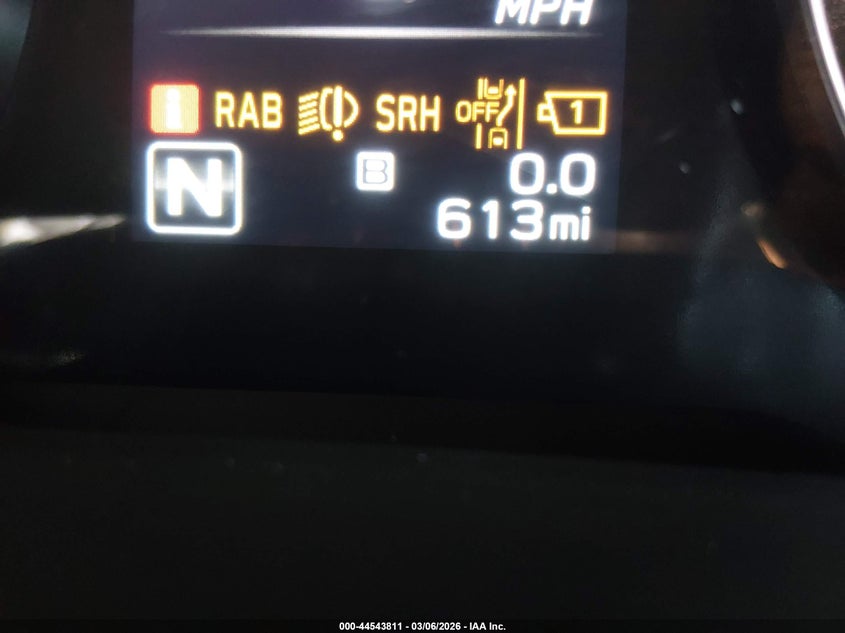 MPH
RAB SRH OFF 1
N B 0.0
613mi
000-44543811 - 03/06/2026 - IAA Inc.